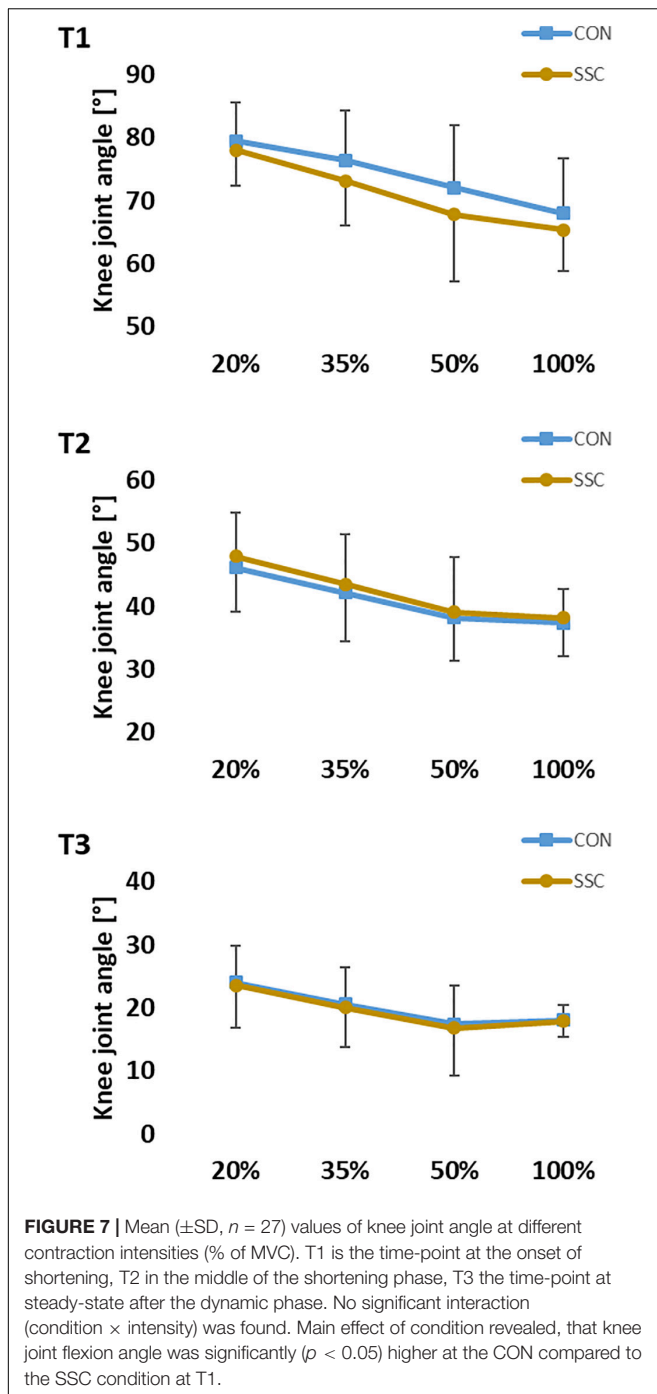 T1
CON
SSC
Knee joint angle [°]
90
80
70
60
50
20% 35% 50% 100%
T2
CON
SSC
Knee joint angle [°]
60
50
40
30
20
20% 35% 50% 100%
T3
CON
SSC
Knee joint angle [°]
40
30
20
10
0
20% 35% 50% 100%
FIGURE 7 | Mean (±SD, n = 27) values of knee joint angle at different
contraction intensities (% of MVC). T1 is the time-point at the onset of
shortening, T2 in the middle of the shortening phase, T3 the time-point at
steady-state after the dynamic phase. No significant interaction
(condition × intensity) was found. Main effect of condition revealed, that knee
joint flexion angle was significantly (p < 0.05) higher at the CON compared to
the SSC condition at T1.